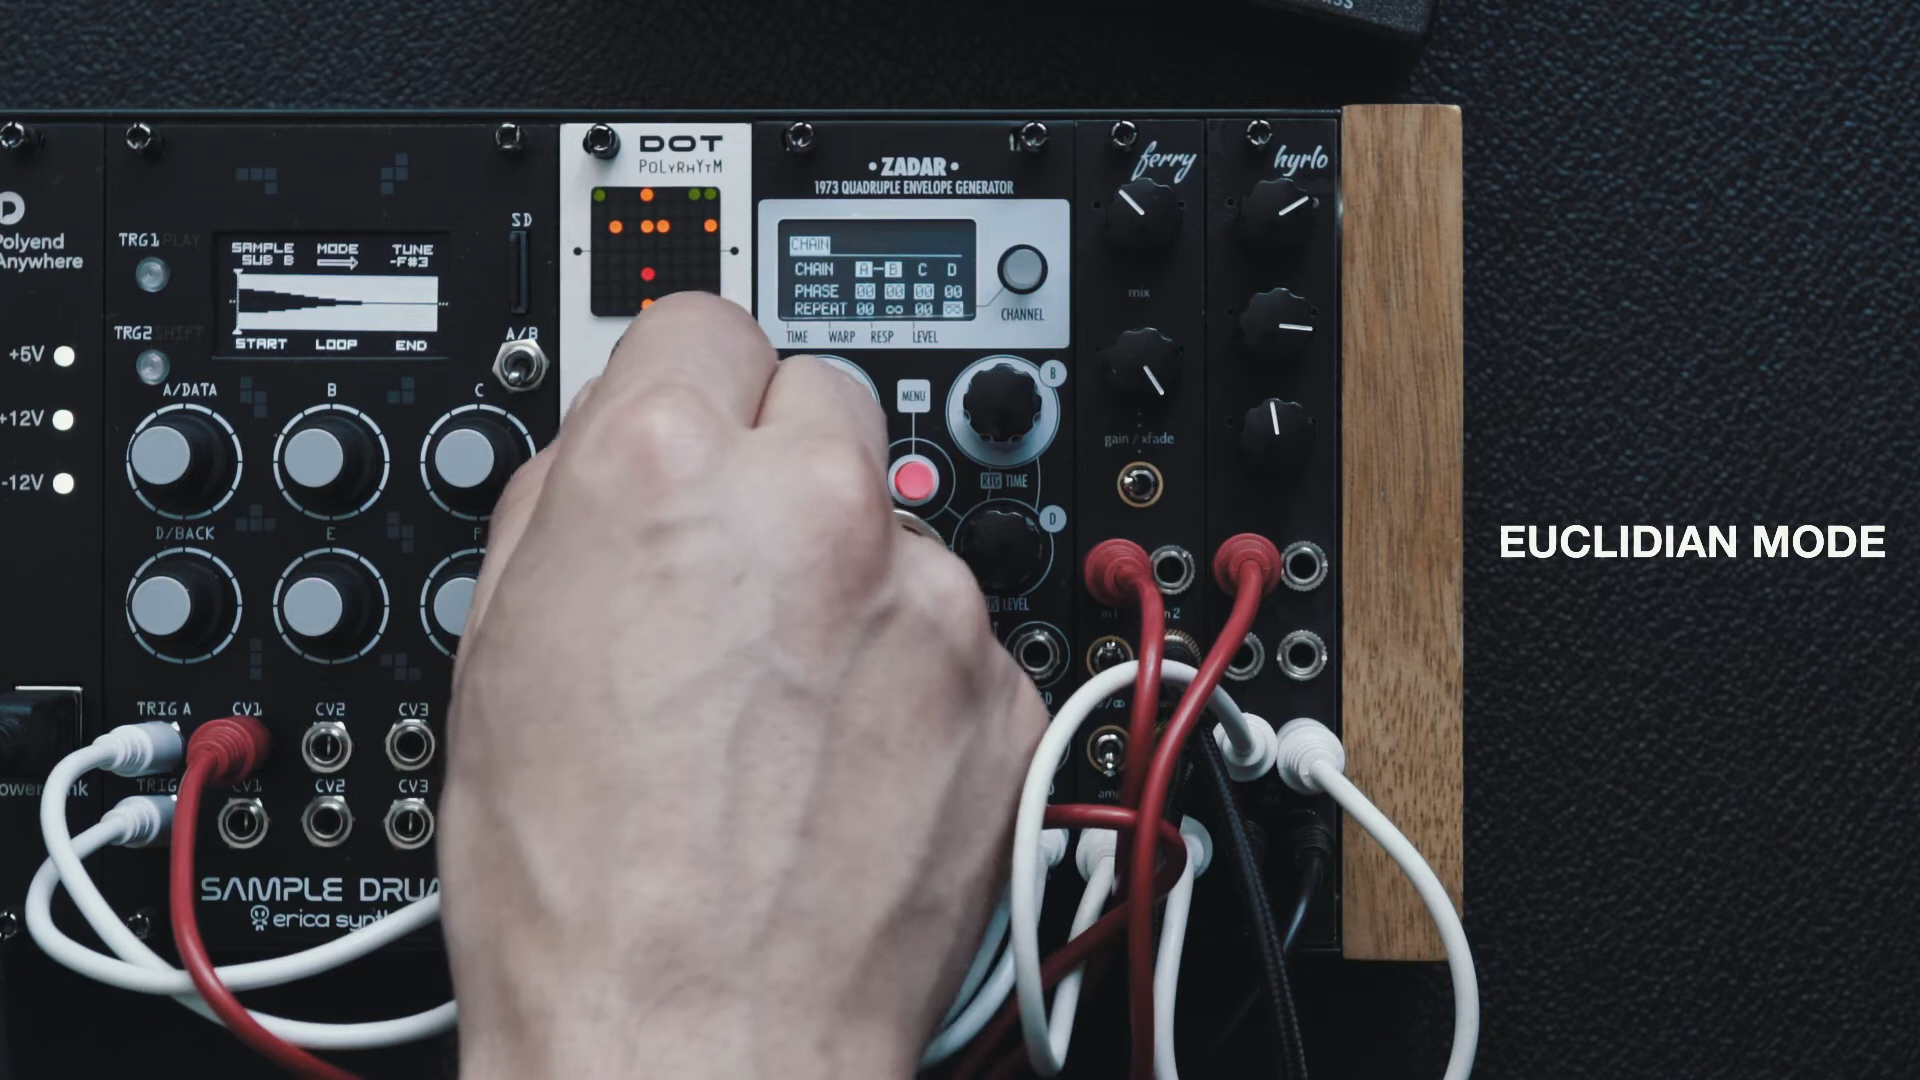 Polyend
Anywhere
+5V
+12V
-12V
TRG1 PLAY
TRG2 SHIFT
SAMPLE MODE TUNE
SUB B -F#3
START LOOP END
SD
A/B
A/DATA B C
D/BACK E F
TRIG A CV1 CV2 CV3
TRIG CV1 CV2 CV3
SAMPLE
erica
DOT
POLYRHYTM
•ZADAR•
1973 QUADRUPLE ENVELOPE GENERATOR
CHAIN
CHAIN A-B C D
PHASE 00 00 00 00
REPEAT 00 ∞ 00 ∞
TIME WARP RESP LEVEL
CHANNEL
MENU
B
TIME
D
LEVEL
ferry
mix
gain / xfade
in1
hyrlo
EUCLIDIAN MODE